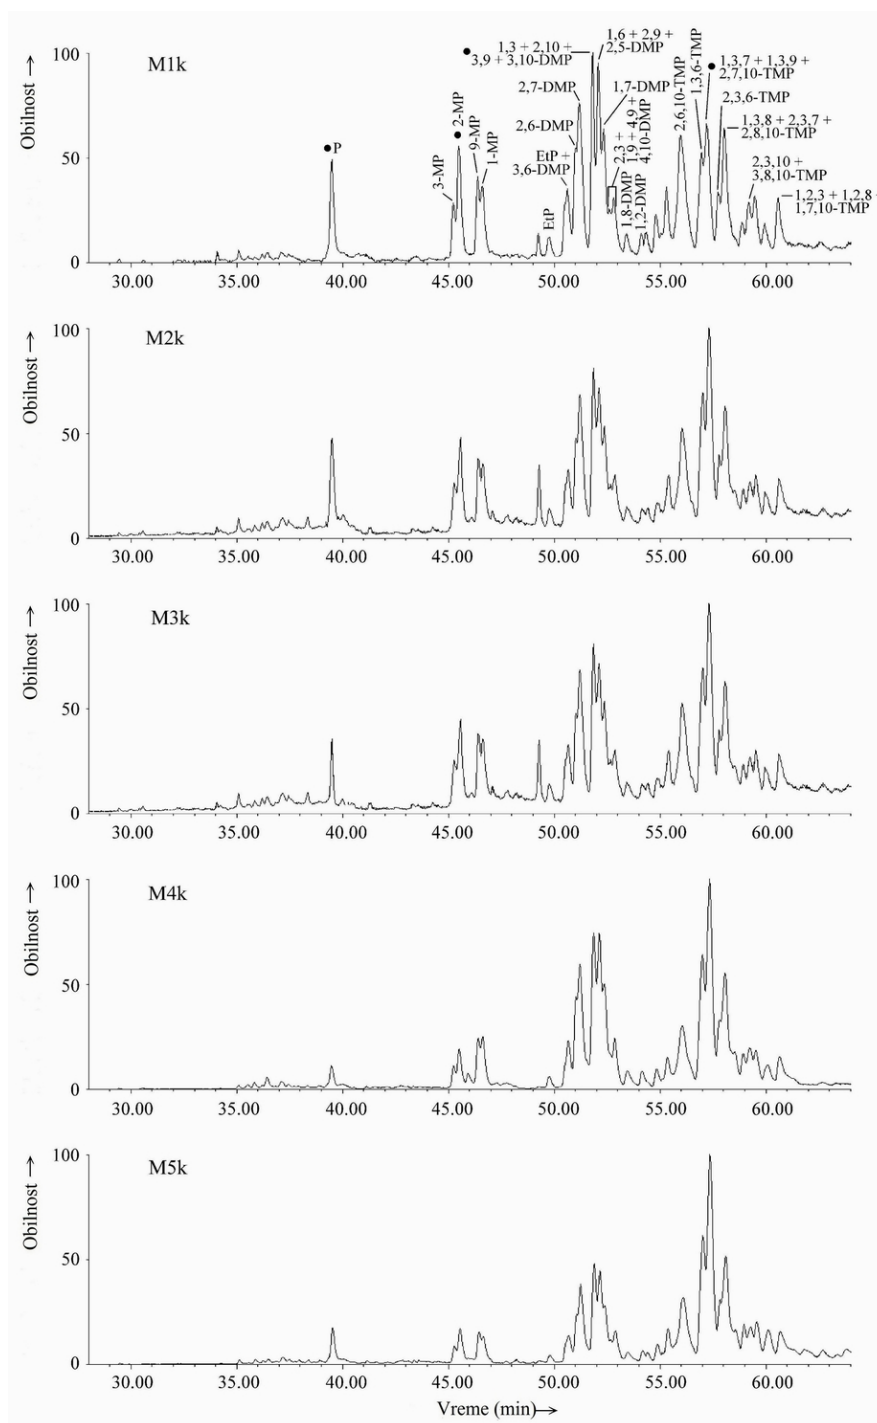 M1k
Obilnost →
100
50
0
● P
3-MP
● 2-MP
9-MP
1-MP
EtP
EtP +
3,6-DMP
2,6-DMP
2,7-DMP
● 1,3 + 2,10 +
3,9 + 3,10-DMP
1,6 + 2,9 +
2,5-DMP
1,7-DMP
2,3 +
1,9 + 4,9 +
4,10-DMP
1,8-DMP
1,2-DMP
2,6,10-TMP
1,3,6-TMP
● 1,3,7 + 1,3,9 +
2,7,10-TMP
2,3,6-TMP
1,3,8 + 2,3,7 +
2,8,10-TMP
2,3,10 +
3,8,10-TMP
1,2,3 + 1,2,8 +
1,7,10-TMP
30.00 35.00 40.00 45.00 50.00 55.00 60.00
M2k
Obilnost →
100
50
0
30.00 35.00 40.00 45.00 50.00 55.00 60.00
M3k
Obilnost →
100
50
0
30.00 35.00 40.00 45.00 50.00 55.00 60.00
M4k
Obilnost →
100
50
0
30.00 35.00 40.00 45.00 50.00 55.00 60.00
M5k
Obilnost →
100
50
0
30.00 35.00 40.00 45.00 50.00 55.00 60.00
Vreme (min)→